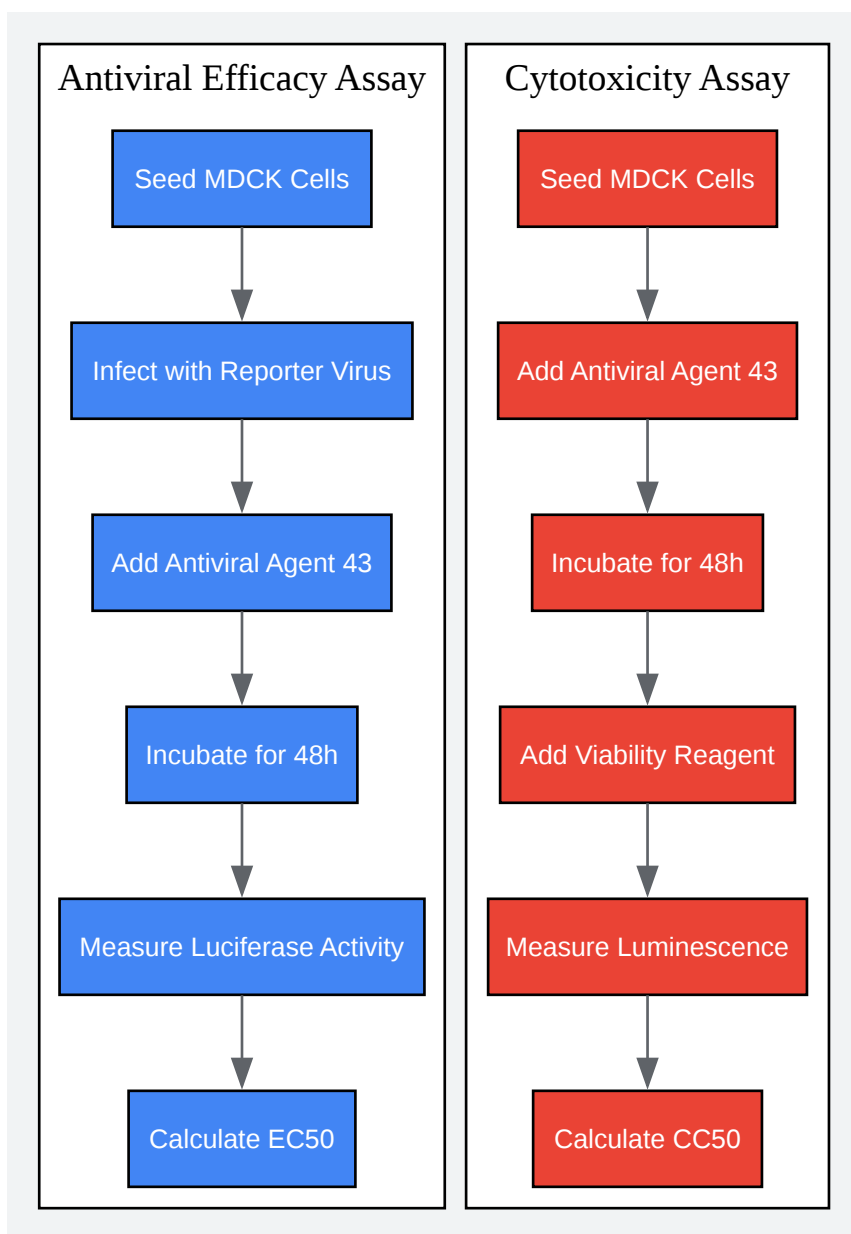 Antiviral Efficacy Assay
Seed MDCK Cells
Infect with Reporter Virus
Add Antiviral Agent 43
Incubate for 48h
Measure Luciferase Activity
Calculate EC50
Cytotoxicity Assay
Seed MDCK Cells
Add Antiviral Agent 43
Incubate for 48h
Add Viability Reagent
Measure Luminescence
Calculate CC50